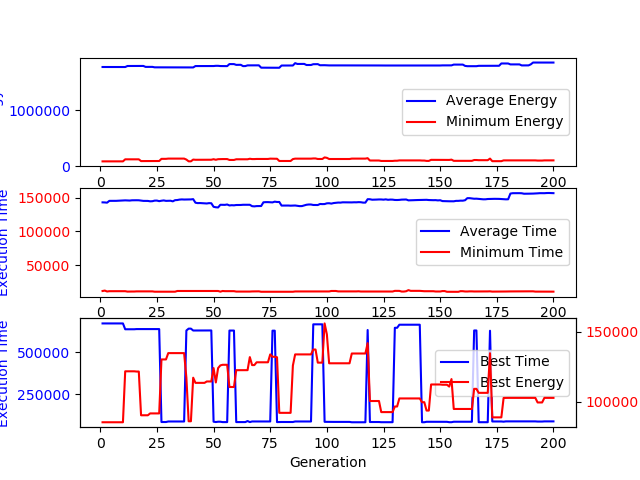 1000000
0
Average Energy
Minimum Energy
0 25 50 75 100 125 150 175 200
Execution Time
150000
100000
50000
Average Time
Minimum Time
0 25 50 75 100 125 150 175 200
Execution Time
500000
250000
150000
100000
Best Time
Best Energy
0 25 50 75 100 125 150 175 200
Generation